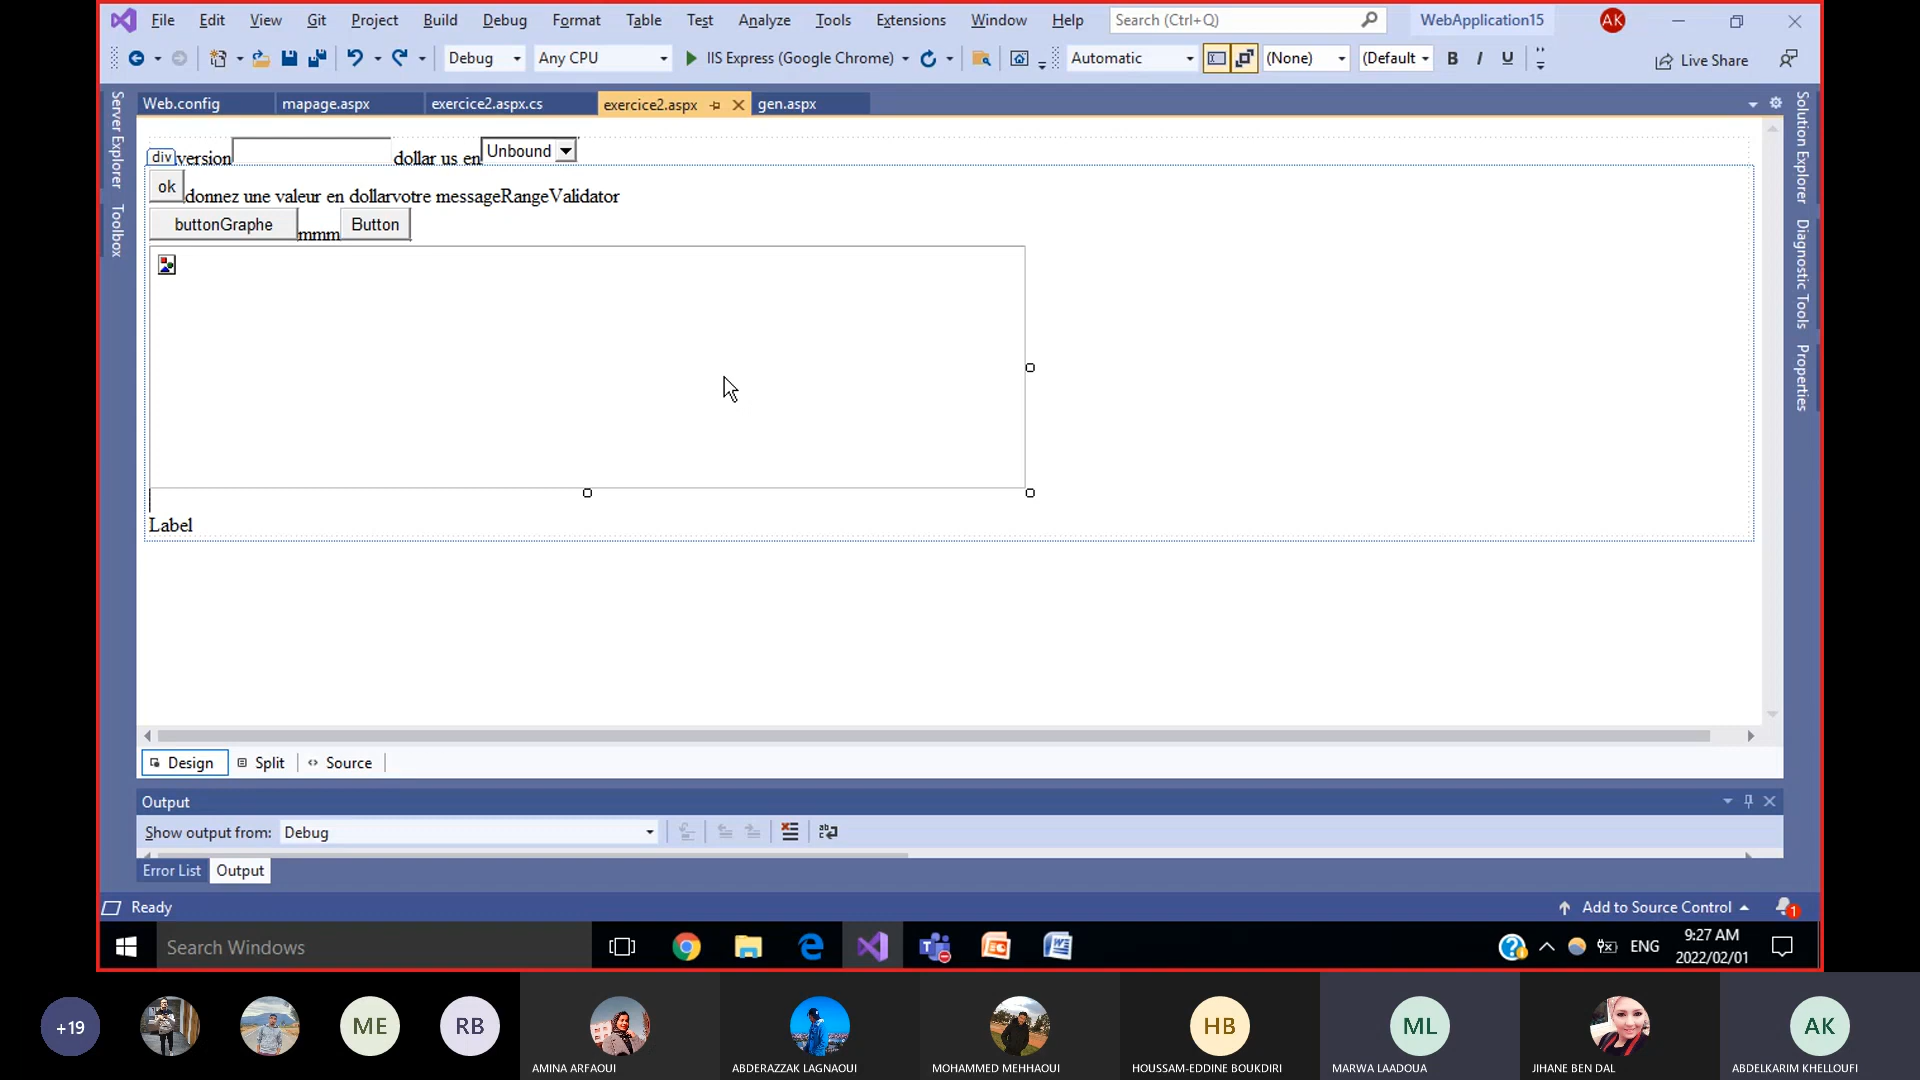 File Edit View Git Project Build Debug Format Table Test Analyze Tools Extensions Window Help Search (Ctrl+Q) WebApplication15 AK
Debug Any CPU IIS Express (Google Chrome) Automatic (None) (Default B I U Live Share
Server Explorer
Toolbox
Web.config mapage.aspx exercice2.aspx.cs exercice2.aspx gen.aspx
Solution Explorer
Diagnostic Tools
Properties
div version dollar us en Unbound
ok donnez une valeur en dollarvotre messageRangeValidator
buttonGraphe mmm Button
Label
Design Split Source
Output
Show output from: Debug
Error List Output
Ready Add to Source Control 1
Search Windows ENG 9:27 AM
2022/02/01
+19 ME RB HB ML AK
AMINA ARFAOUI ABDERAZZAK LAGNAOUI MOHAMMED MEHHAOUI HOUSSAM-EDDINE BOUKDIRI MARWA LAADOUA JIHANE BEN DAL ABDELKARIM KHELLOUFI